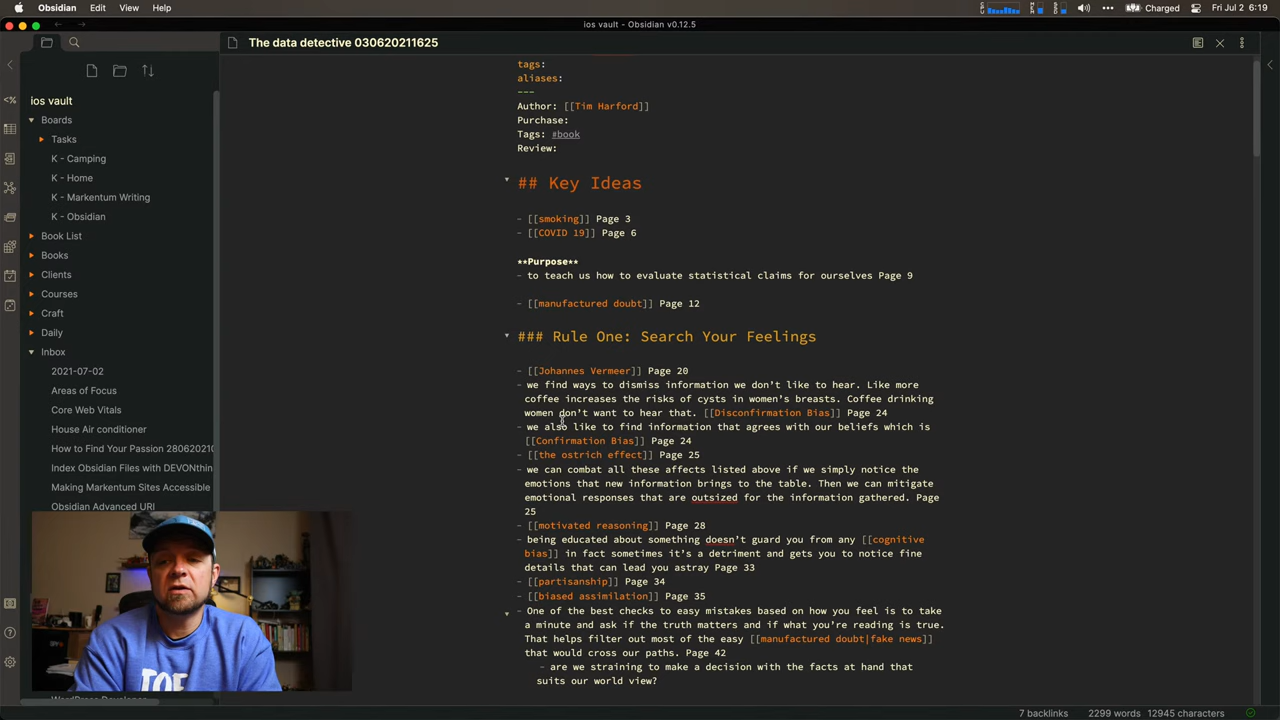 Obsidian Edit View Help
Charged Fri Jul 2 6:19
ios vault - Obsidian v0.12.5
The data detective 030620211625
ios vault
Boards
Tasks
K - Camping
K - Home
K - Markentum Writing
K - Obsidian
Book List
Books
Clients
Courses
Craft
Daily
Inbox
2021-07-02
Areas of Focus
Core Web Vitals
House Air conditioner
How to Find Your Passion 28062021
Index Obsidian Files with DEVONthin
Making Markentum Sites Accessible
Obsidian Advanced URI
tags:
aliases:
---
Author: [[Tim Harford]]
Purchase:
Tags: #book
Review:
## Key Ideas
- [[smoking]] Page 3
- [[COVID 19]] Page 6
**Purpose**
- to teach us how to evaluate statistical claims for ourselves Page 9
- [[manufactured doubt]] Page 12
### Rule One: Search Your Feelings
- [[Johannes Vermeer]] Page 20
- we find ways to dismiss information we don't like to hear. Like more
coffee increases the risks of cysts in women's breasts. Coffee drinking
women don't want to hear that. [[Disconfirmation Bias]] Page 24
- we also like to find information that agrees with our beliefs which is
[[Confirmation Bias]] Page 24
- [[the ostrich effect]] Page 25
- we can combat all these affects listed above if we simply notice the
emotions that new information brings to the table. Then we can mitigate
emotional responses that are outsized for the information gathered. Page
25
- [[motivated reasoning]] Page 28
- being educated about something doesn't guard you from any [[cognitive
bias]] in fact sometimes it's a detriment and gets you to notice fine
details that can lead you astray Page 33
- [[partisanship]] Page 34
- [[biased assimilation]] Page 35
- One of the best checks to easy mistakes based on how you feel is to take
a minute and ask if the truth matters and if what you're reading is true.
That helps filter out most of the easy [[manufactured doubt|fake news]]
that would cross our paths. Page 42
- are we straining to make a decision with the facts at hand that
suits our world view?
7 backlinks 2299 words 12945 characters